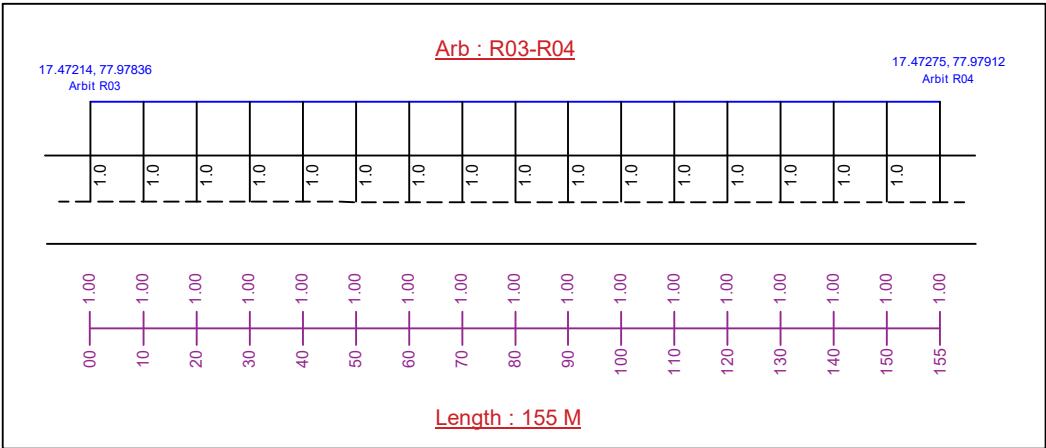 Arb : R03-R04
17.47214, 77.97836
Arbit R03
17.47275, 77.97912
Arbit R04
1.0 1.0 1.0 1.0 1.0 1.0 1.0 1.0 1.0 1.0 1.0 1.0 1.0 1.0 1.0 1.0
1.00 1.00 1.00 1.00 1.00 1.00 1.00 1.00 1.00 1.00 1.00 1.00 1.00 1.00 1.00 1.00 1.00
00 10 20 30 40 50 60 70 80 90 100 110 120 130 140 150 155
Length : 155 M